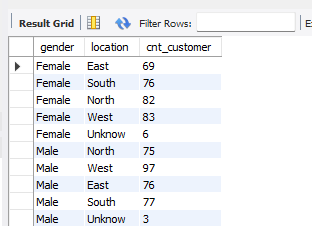 Result Grid Filter Rows:
gender location cnt_customer
Female East 69
Female South 76
Female North 82
Female West 83
Female Unknow 6
Male North 75
Male West 97
Male East 76
Male South 77
Male Unknow 3